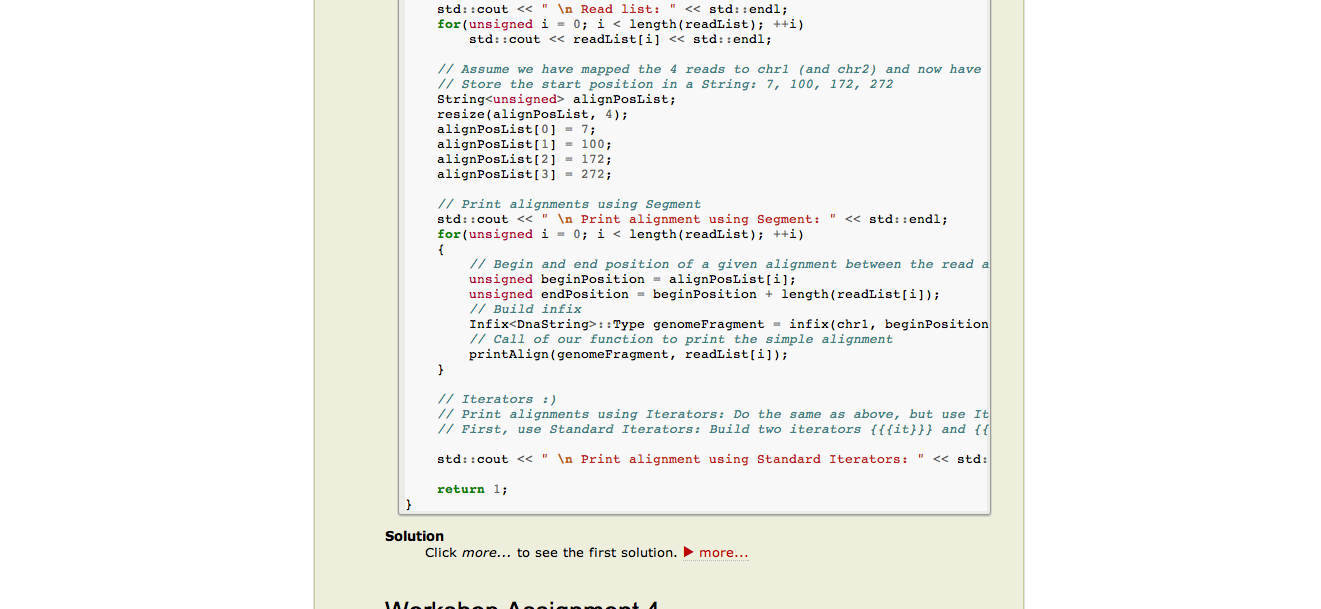 std::cout << " \n Read list: " << std::endl;
for(unsigned i = 0; i < length(readList); ++i)
std::cout << readList[i] << std::endl;
// Assume we have mapped the 4 reads to chr1 (and chr2) and now have
// Store the start position in a String: 7, 100, 172, 272
String<unsigned> alignPosList;
resize(alignPosList, 4);
alignPosList[0] = 7;
alignPosList[1] = 100;
alignPosList[2] = 172;
alignPosList[3] = 272;
// Print alignments using Segment
std::cout << " \n Print alignment using Segment: " << std::endl;
for(unsigned i = 0; i < length(readList); ++i)
{
// Begin and end position of a given alignment between the read a
unsigned beginPosition = alignPosList[i];
unsigned endPosition = beginPosition + length(readList[i]);
// Build infix
Infix<DnaString>::Type genomeFragment = infix(chr1, beginPosition
// Call of our function to print the simple alignment
printAlign(genomeFragment, readList[i]);
}
// Iterators :)
// Print alignments using Iterators: Do the same as above, but use It
// First, use Standard Iterators: Build two iterators {{{it}}} and {{
std::cout << " \n Print alignment using Standard Iterators: " << std:
return 1;
}
Solution
Click more... to see the first solution. ▶ more...
Workshop Assignment 4